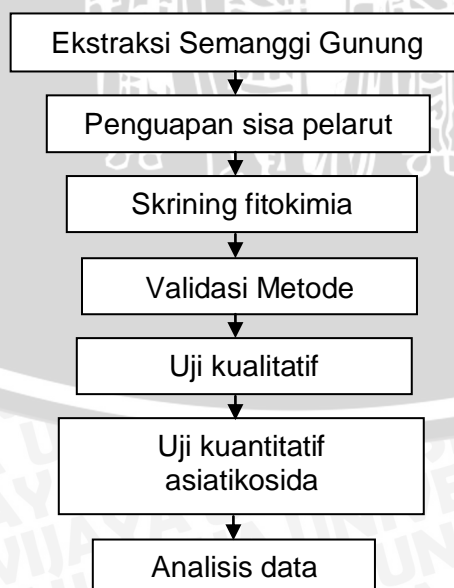 Ekstraksi Semanggi Gunung
Penguapan sisa pelarut
Skrining fitokimia
Validasi Metode
Uji kualitatif
Uji kuantitatif
asiatikosida
Analisis data